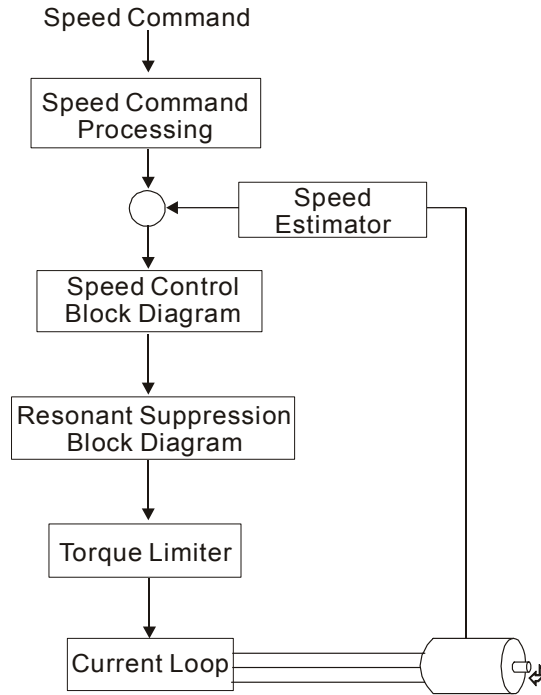 Speed Command
Speed Command
Processing
Speed
Estimator
Speed Control
Block Diagram
Resonant Suppression
Block Diagram
Torque Limiter
Current Loop